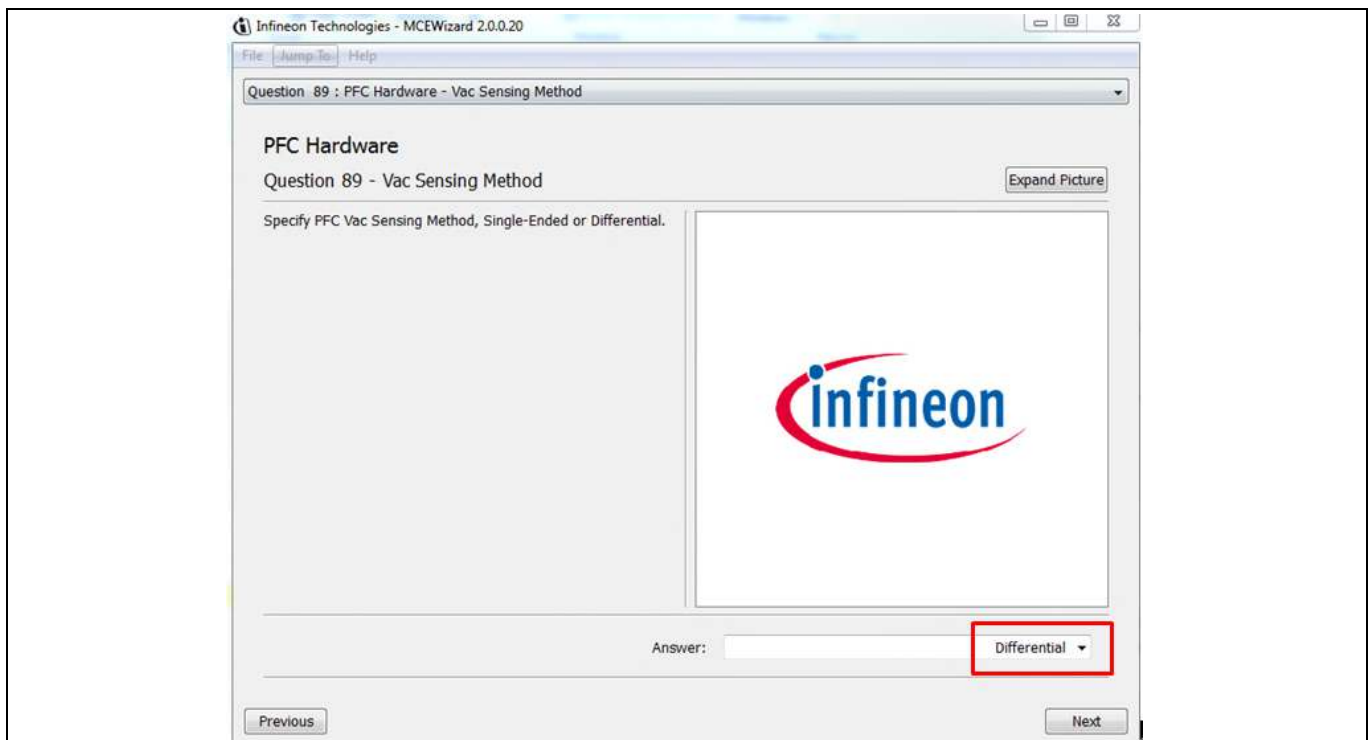 Infineon Technologies - MCEWizard 2.0.0.20
File Jump To Help
Question 89 : PFC Hardware - Vac Sensing Method
PFC Hardware
Question 89 - Vac Sensing Method
Expand Picture
Specify PFC Vac Sensing Method, Single-Ended or Differential.
infineon
Answer: Differential
Previous Next